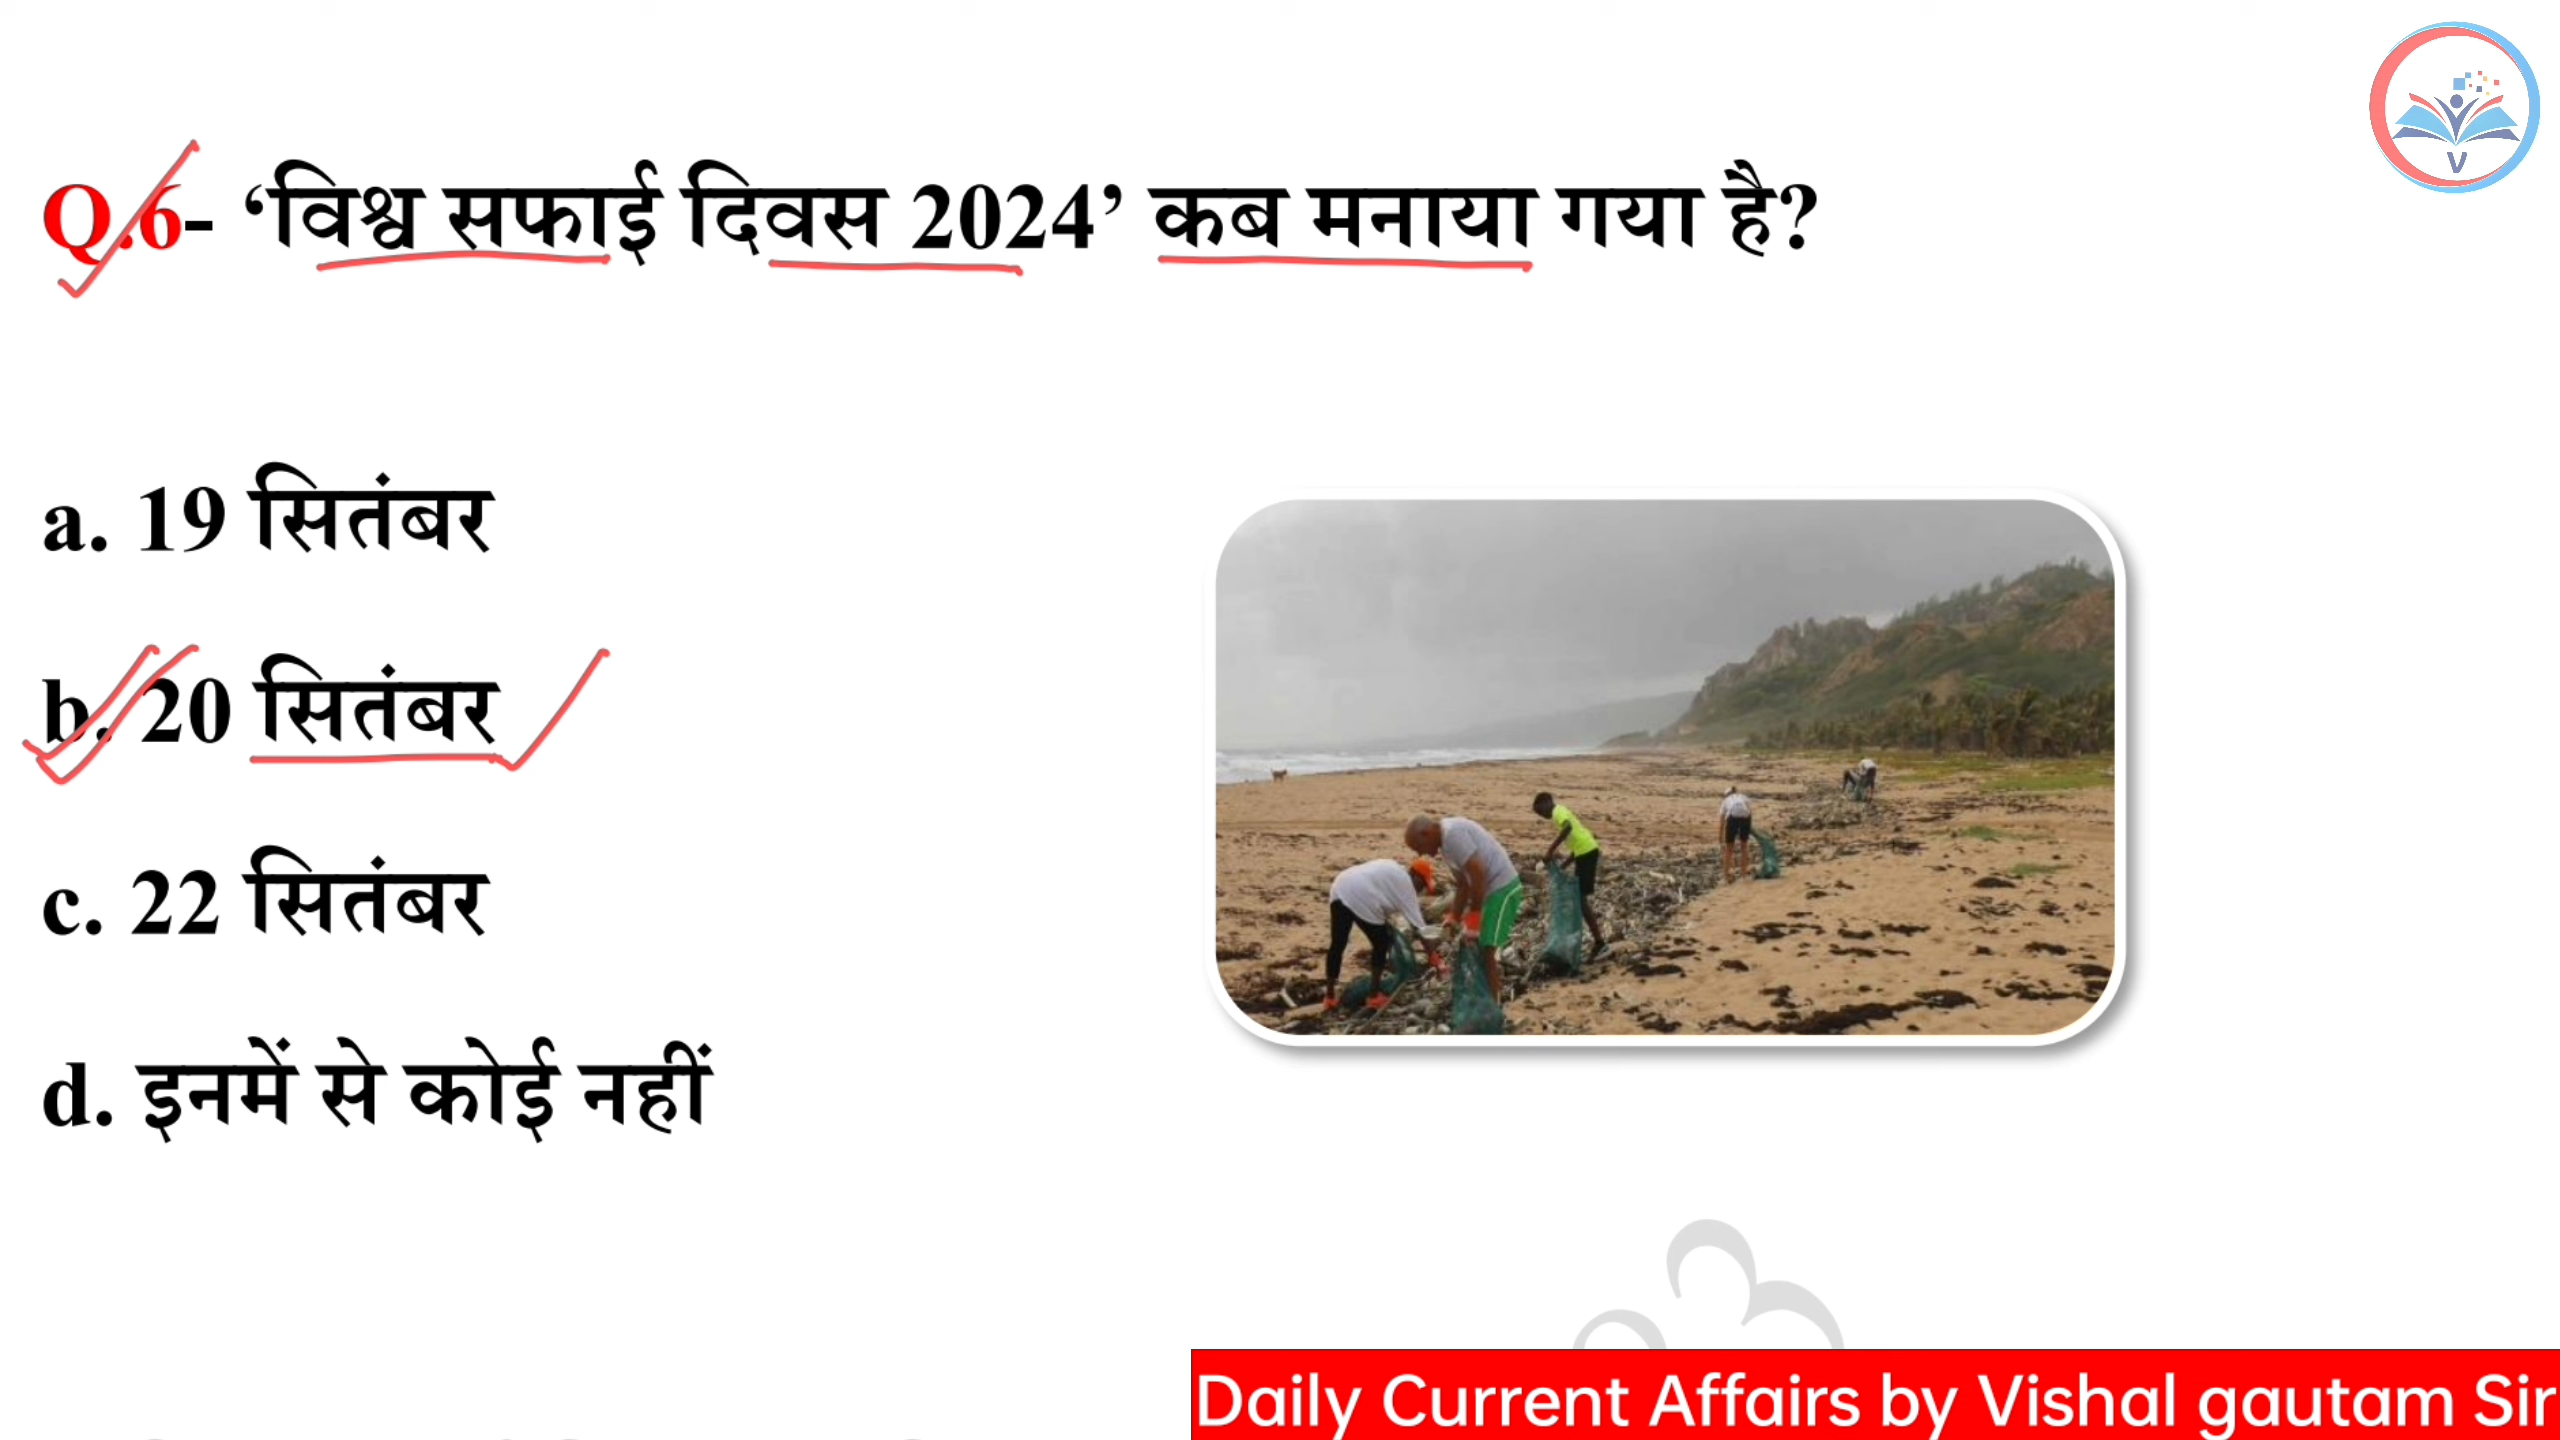 Q.6- ‘विश्व सफाई दिवस 2024’ कब मनाया गया है?
a. 19 सितंबर
b. 20 सितंबर
c. 22 सितंबर
d. इनमें से कोई नहीं
V
Daily Current Affairs by Vishal gautam Sir